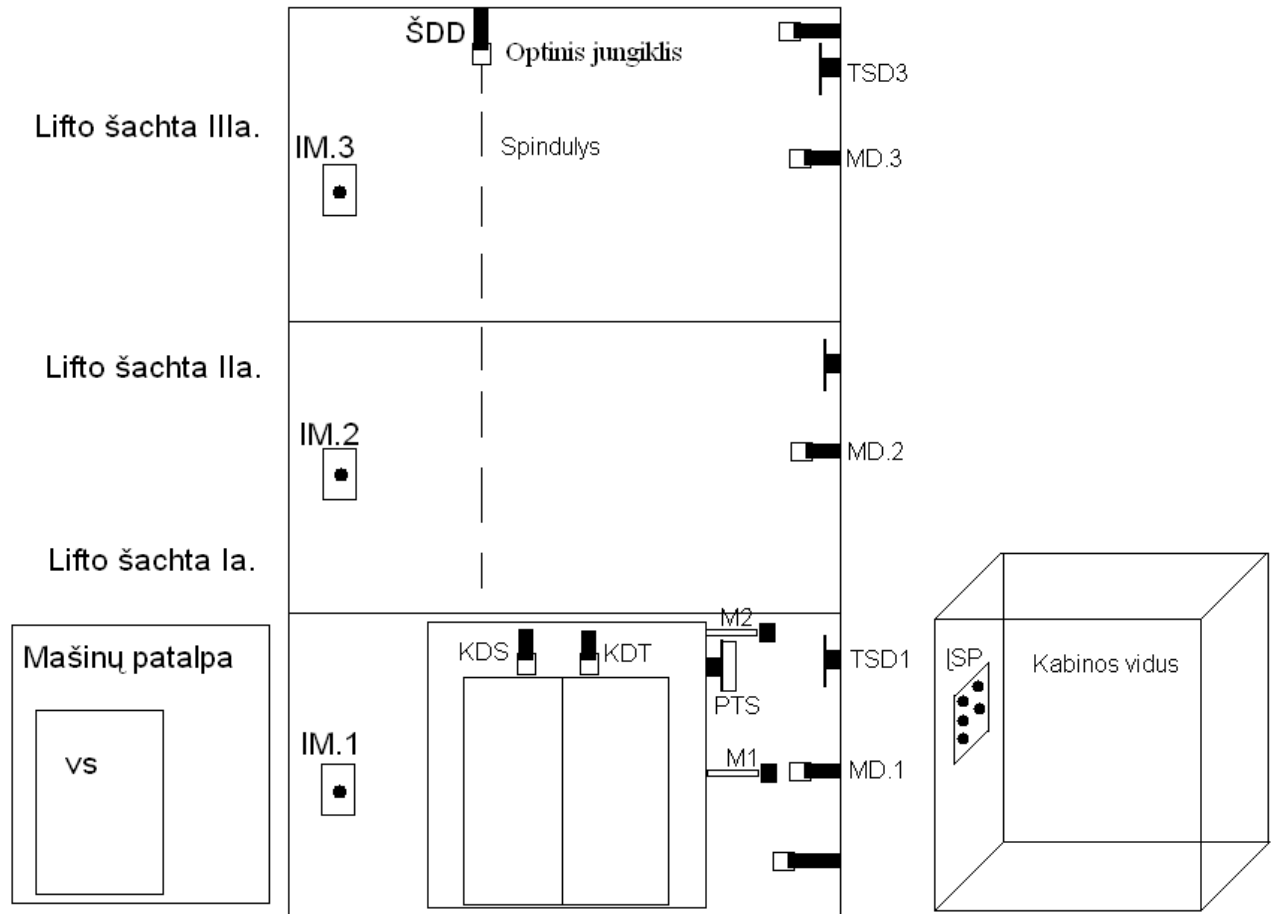 ŠDD
Optinis jungiklis
TSD3
Lifto šachta IIIa.
IM.3
Spindulys
MD.3
Lifto šachta IIa.
IM.2
MD.2
Lifto šachta Ia.
M2
Mašinų patalpa
KDS
KDT
TSD1
ĮSP
Kabinos vidus
PTS
IM.1
vs
M1
MD.1